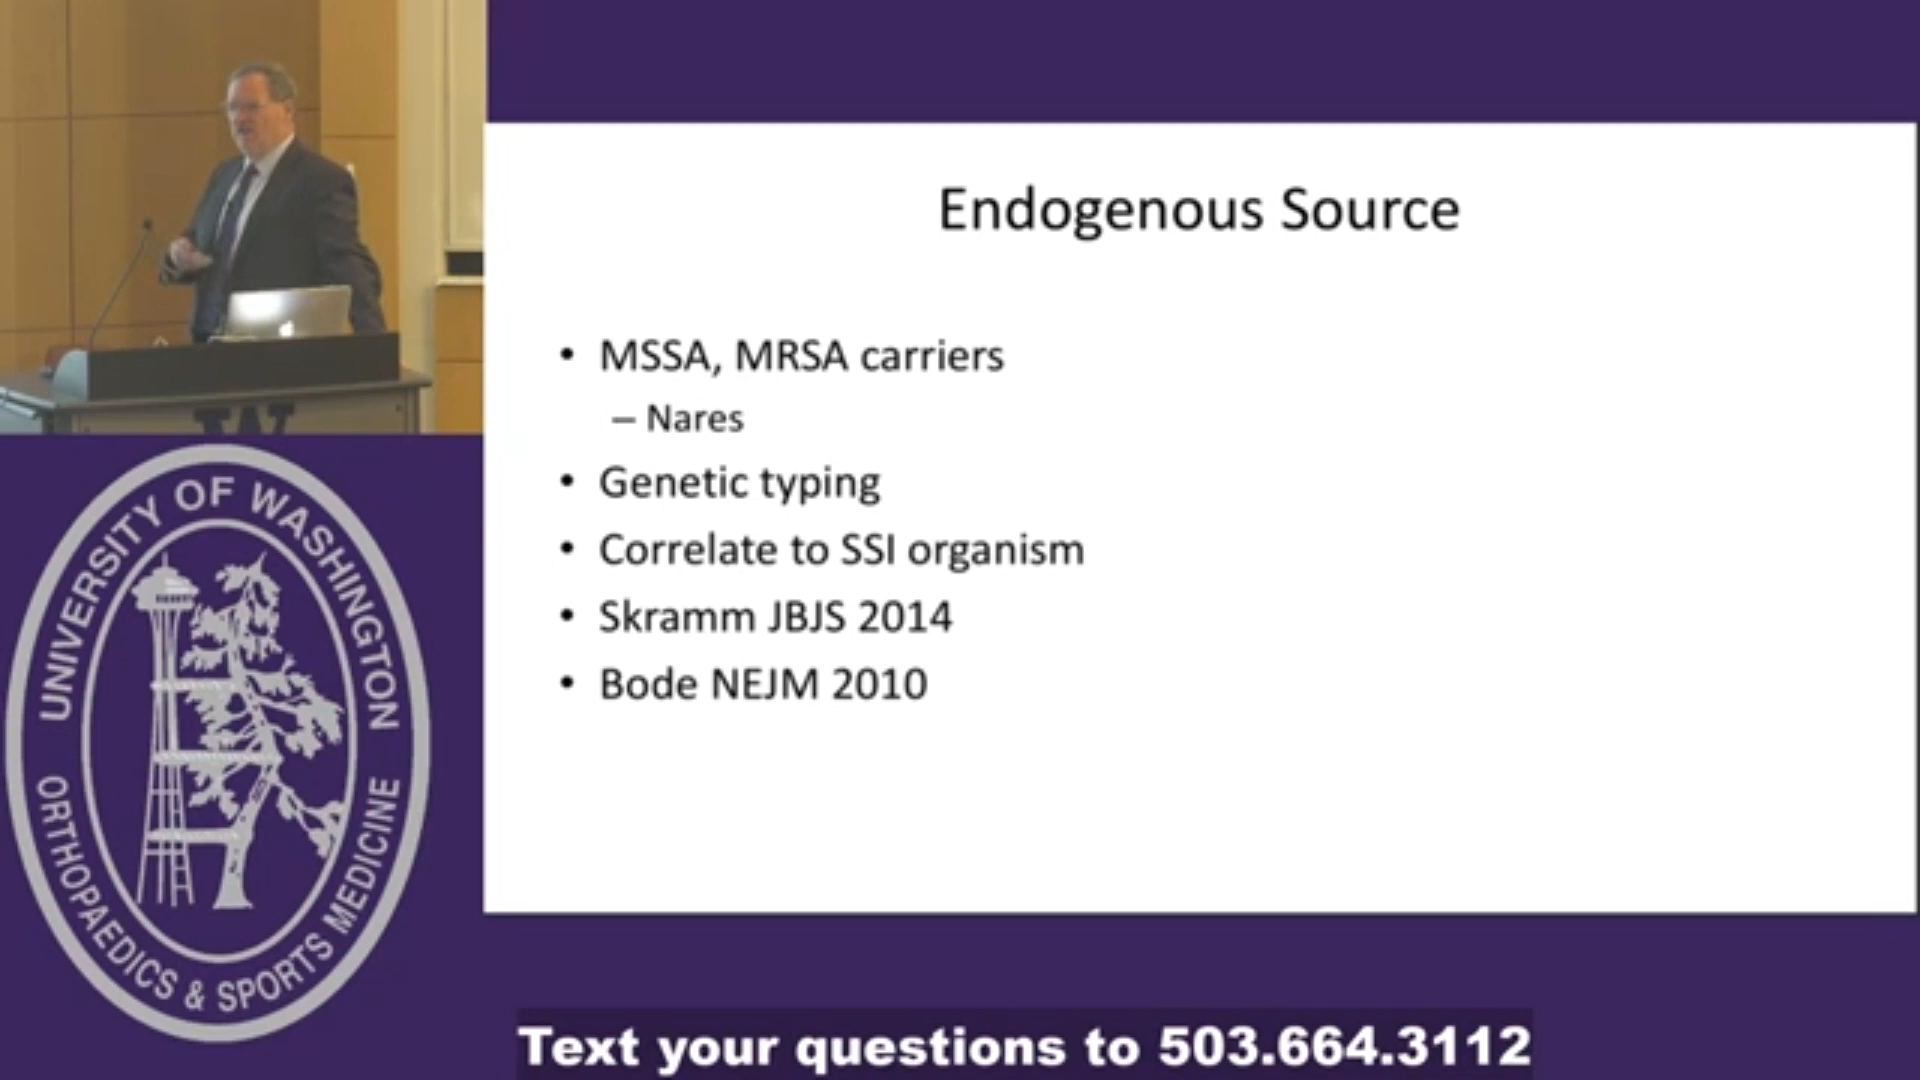 Endogenous Source
• MSSA, MRSA carriers
– Nares
• Genetic typing
• Correlate to SSI organism
• Skramm JBJS 2014
• Bode NEJM 2010
UNIVERSITY OF WASHINGTON
ORTHOPAEDICS & SPORTS MEDICINE
Text your questions to 503.664.3112